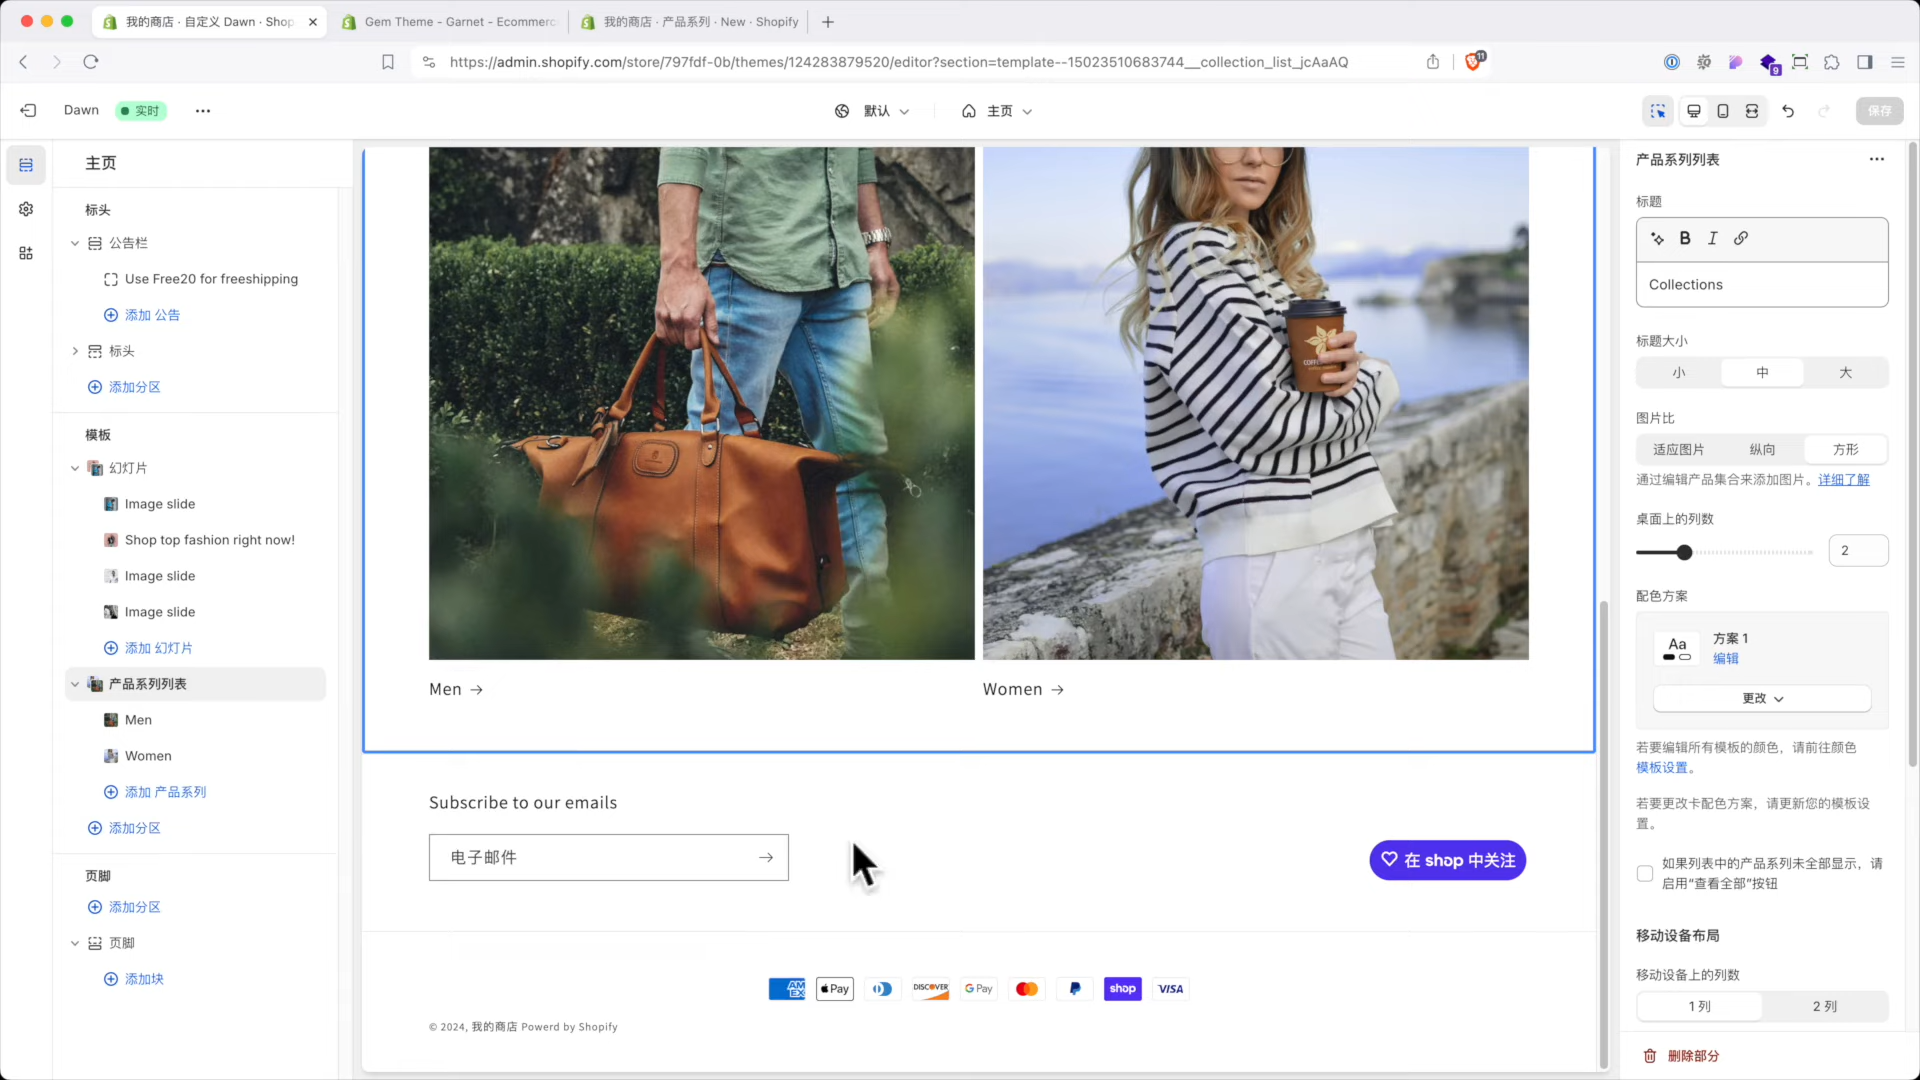 我的商店 · 自定义 Dawn · Shop
Gem Theme - Garnet - Ecommerc
我的商店 · 产品系列 · New · Shopify
https://admin.shopify.com/store/797fdf-0b/themes/124283879520/editor?section=template--15023510683744__collection_list_jcAaAQ
11
9
Dawn
实时
默认
主页
保存
主页
标头
公告栏
Use Free20 for freeshipping
添加 公告
标头
添加分区
模板
幻灯片
Image slide
Shop top fashion right now!
Image slide
Image slide
添加 幻灯片
产品系列列表
Men
Women
添加 产品系列
添加分区
页脚
添加分区
页脚
添加块
Men →
Women →
Subscribe to our emails
电子邮件
在 shop 中关注
AM
EX
Pay
DISCOVER
G Pay
shop
VISA
© 2024, 我的商店 Powerd by Shopify
产品系列列表
标题
B I
Collections
标题大小
小 中 大
图片比
适应图片 纵向 方形
通过编辑产品集合来添加图片。详细了解
桌面上的列数
2
配色方案
Aa
方案 1
编辑
更改
若要编辑所有模板的颜色，请前往颜色
模板设置。
若要更改卡配色方案，请更新您的模板设
置。
如果列表中的产品系列未全部显示，请
启用“查看全部”按钮
移动设备布局
移动设备上的列数
1 列 2 列
删除部分